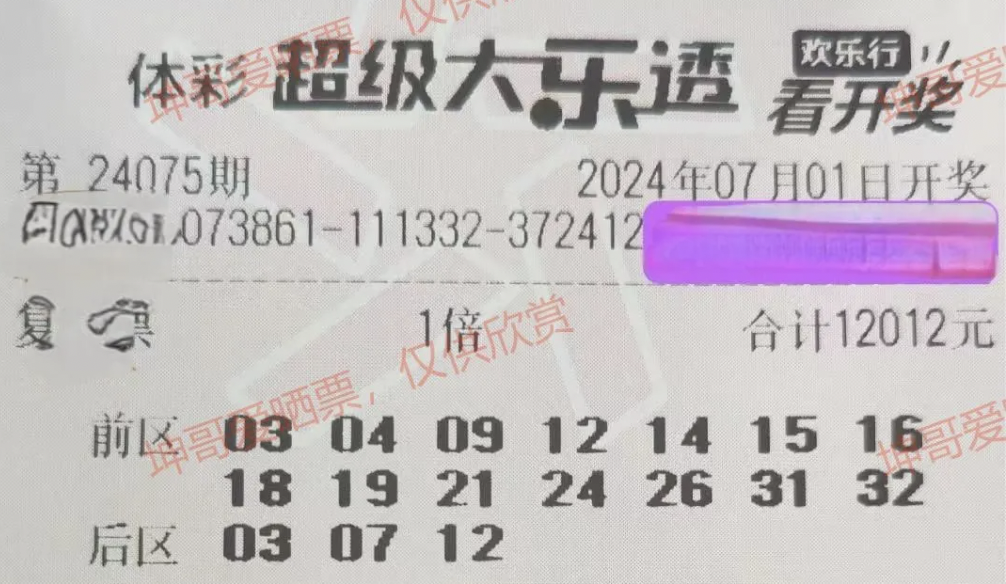 体彩 超级大乐透 欢乐行 看开奖
第 24075期 2024年07月01日开奖
073861-111332-372412
复 票 1倍 合计12012元
前区 03 04 09 12 14 15 16
18 19 21 24 26 31 32
后区 03 07 12
坤哥爱晒票，仅供欣赏
坤哥爱晒票，仅供欣赏
坤哥爱
坤哥爱